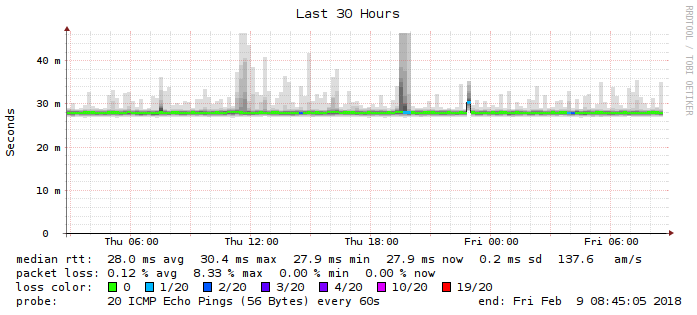 Last 30 Hours
RRDTOOL / TOBI OETIKER
Seconds
40 m
30 m
20 m
10 m
0
Thu 06:00 Thu 12:00 Thu 18:00 Fri 00:00 Fri 06:00
median rtt: 28.0 ms avg 30.4 ms max 27.9 ms min 27.9 ms now 0.2 ms sd 137.6 am/s
packet loss: 0.12 % avg 8.33 % max 0.00 % min 0.00 % now
loss color: 0 1/20 2/20 3/20 4/20 10/20 19/20
probe: 20 ICMP Echo Pings (56 Bytes) every 60s end: Fri Feb 9 08:45:05 2018